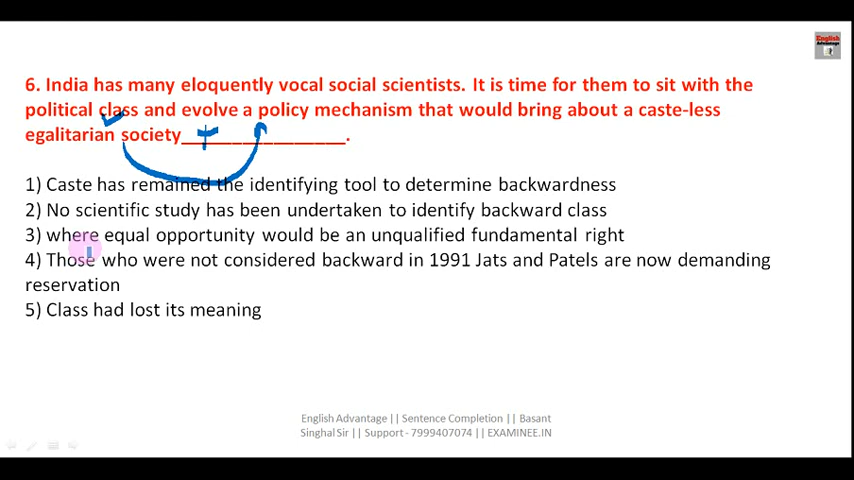 English
Advantage
6. India has many eloquently vocal social scientists. It is time for them to sit with the
political class and evolve a policy mechanism that would bring about a caste-less
egalitarian society_________________.
1) Caste has remained the identifying tool to determine backwardness
2) No scientific study has been undertaken to identify backward class
3) where equal opportunity would be an unqualified fundamental right
4) Those who were not considered backward in 1991 Jats and Patels are now demanding
reservation
5) Class had lost its meaning
English Advantage || Sentence Completion || Basant
Singhal Sir || Support - 7999407074 || EXAMINEE.IN